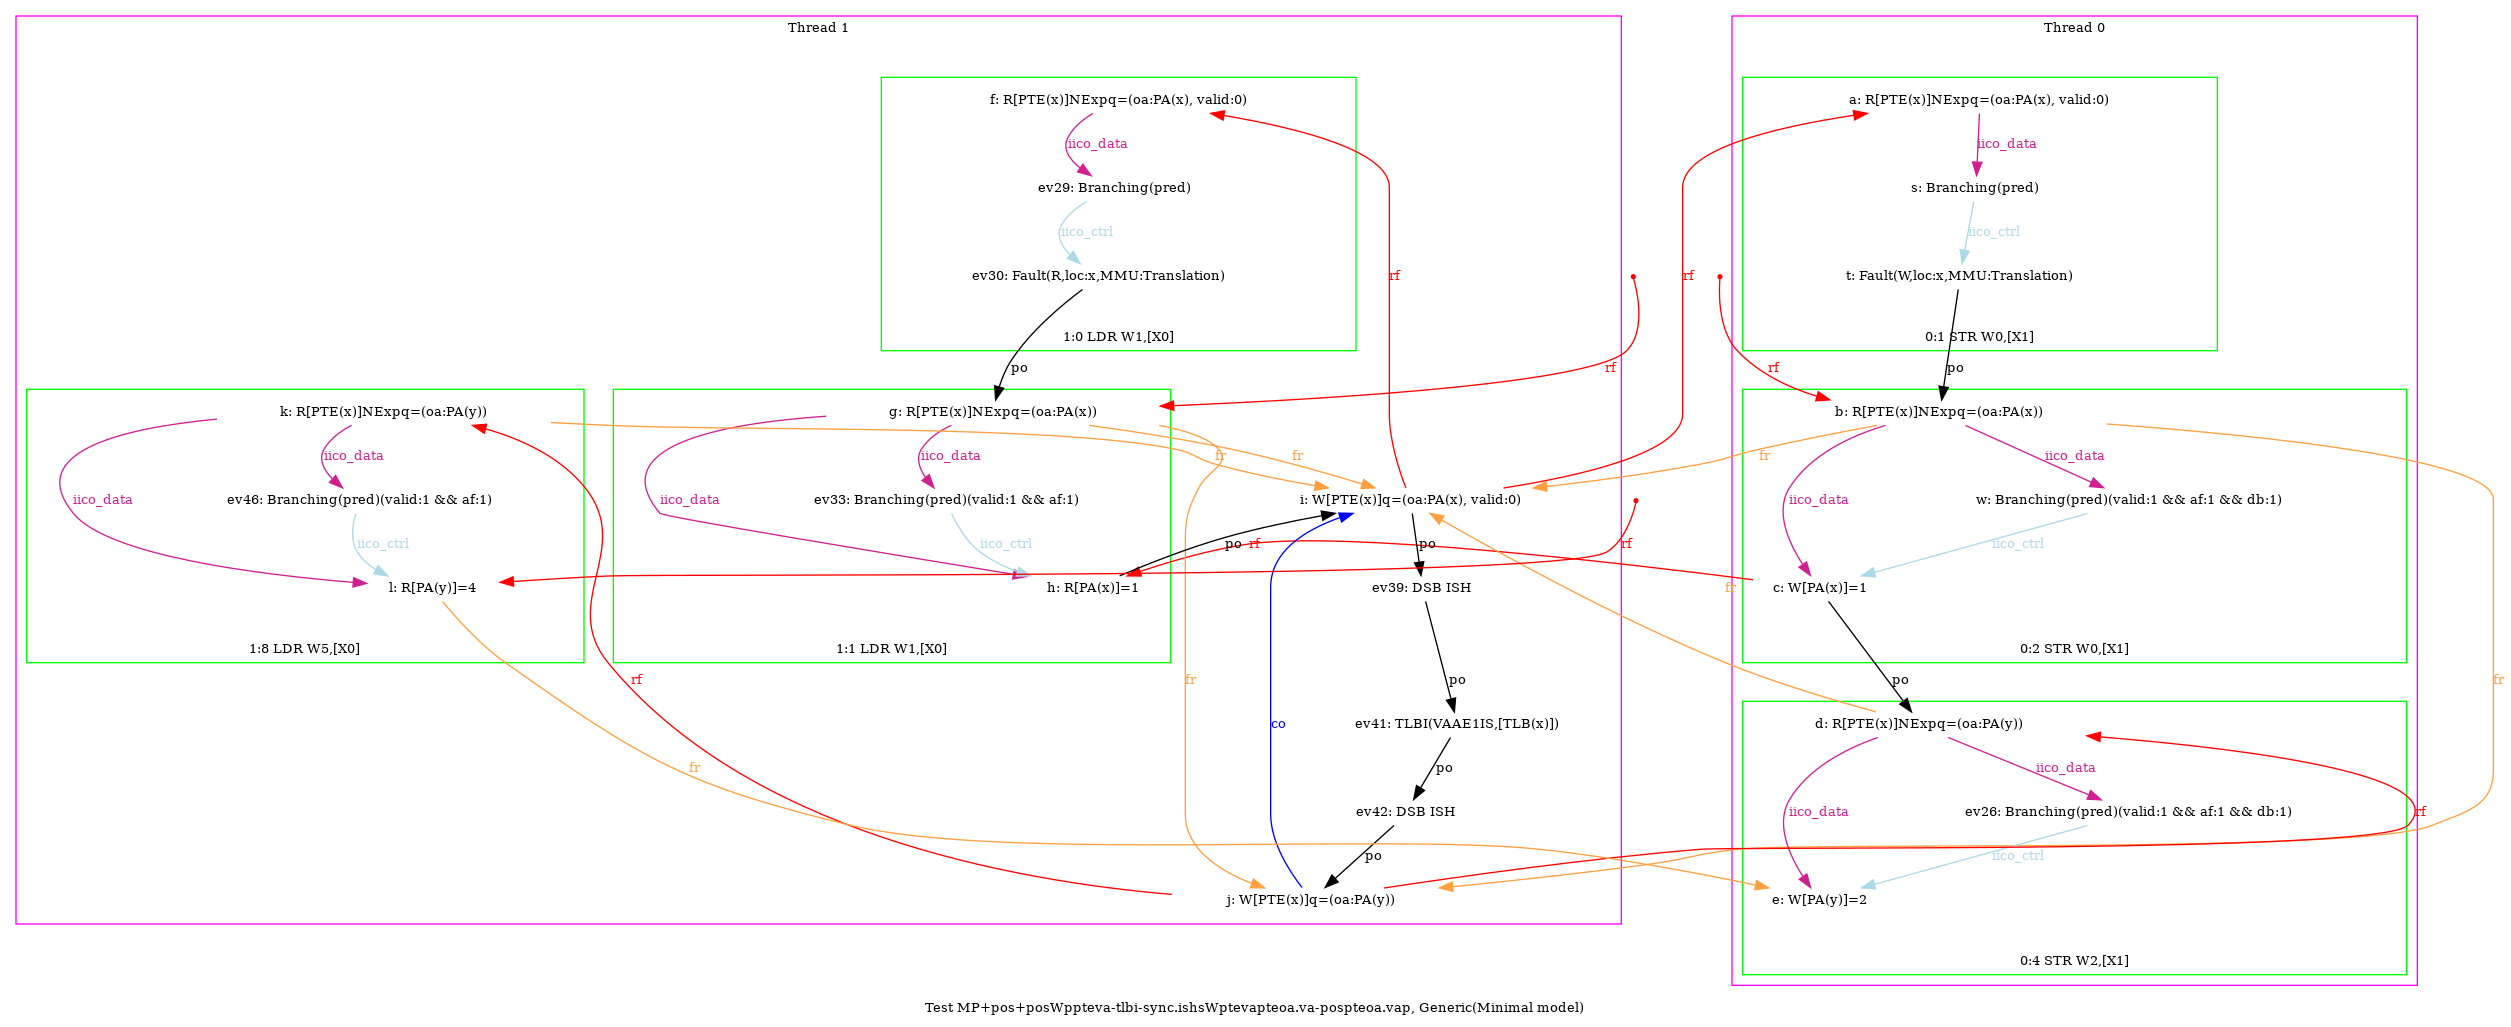 Thread 1
Thread 0
f: R[PTE(x)]NExpq=(oa:PA(x), valid:0)
a: R[PTE(x)]NExpq=(oa:PA(x), valid:0)
iico_data
iico_data
ev29: Branching(pred)
s: Branching(pred)
iico_ctrl
iico_ctrl
ev30: Fault(R,loc:x,MMU:Translation)
rf
rf
t: Fault(W,loc:x,MMU:Translation)
1:0 LDR W1,[X0]
0:1 STR W0,[X1]
po
rf
rf
po
k: R[PTE(x)]NExpq=(oa:PA(y))
g: R[PTE(x)]NExpq=(oa:PA(x))
b: R[PTE(x)]NExpq=(oa:PA(x))
iico_data
iico_data
fr
fr
fr
iico_data
iico_data
ev46: Branching(pred)(valid:1 && af:1)
iico_data
ev33: Branching(pred)(valid:1 && af:1)
i: W[PTE(x)]q=(oa:PA(x), valid:0)
iico_data
w: Branching(pred)(valid:1 && af:1 && db:1)
iico_ctrl
iico_ctrl
po
rf
po
rf
iico_ctrl
l: R[PA(y)]=4
h: R[PA(x)]=1
ev39: DSB ISH
fr
c: W[PA(x)]=1
1:8 LDR W5,[X0]
1:1 LDR W1,[X0]
0:2 STR W0,[X1]
rf
fr
po
po
fr
co
ev41: TLBI(VAAE1IS,[TLB(x)])
d: R[PTE(x)]NExpq=(oa:PA(y))
fr
po
iico_data
iico_data
ev42: DSB ISH
ev26: Branching(pred)(valid:1 && af:1 && db:1)
rf
po
iico_ctrl
j: W[PTE(x)]q=(oa:PA(y))
e: W[PA(y)]=2
0:4 STR W2,[X1]
Test MP+pos+posWppteva-tlbi-sync.ishsWptevapteoa.va-pospteoa.vap, Generic(Minimal model)